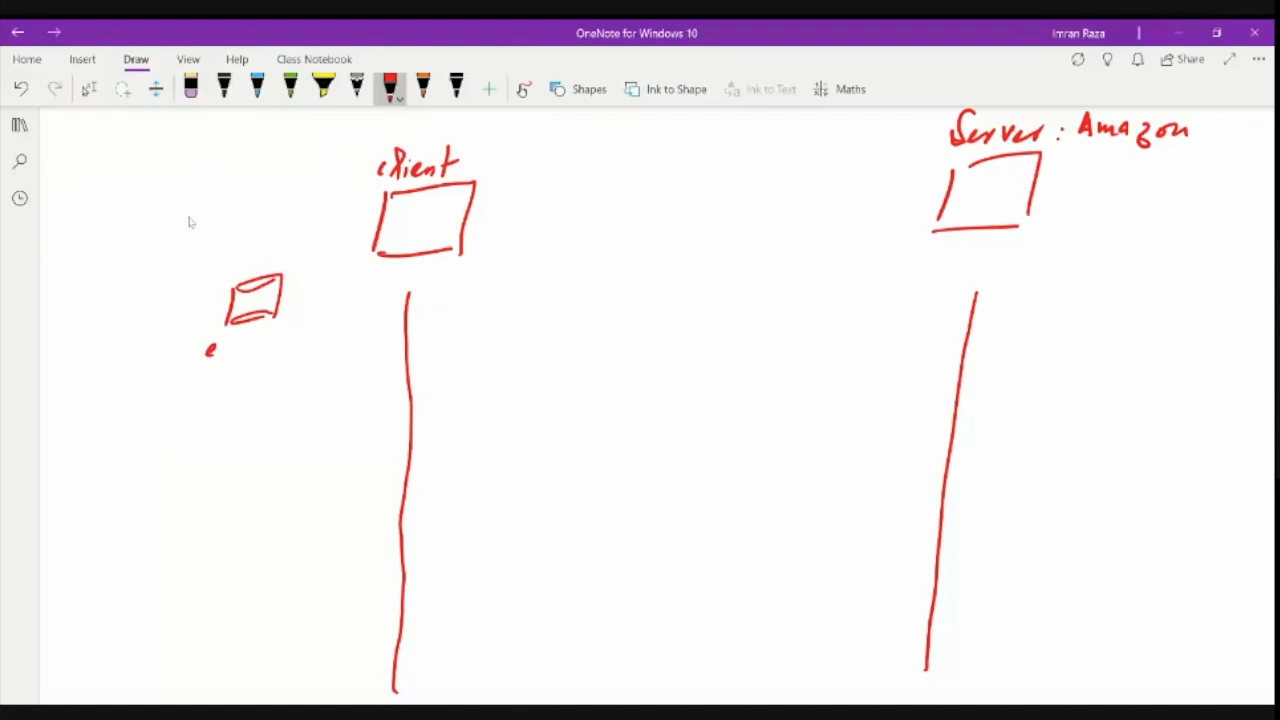 OneNote for Windows 10
Imran Raza
Home Insert Draw View Help Class Notebook
Share
Shapes Ink to Shape Ink to Text Maths
Server: Amazon
client
e